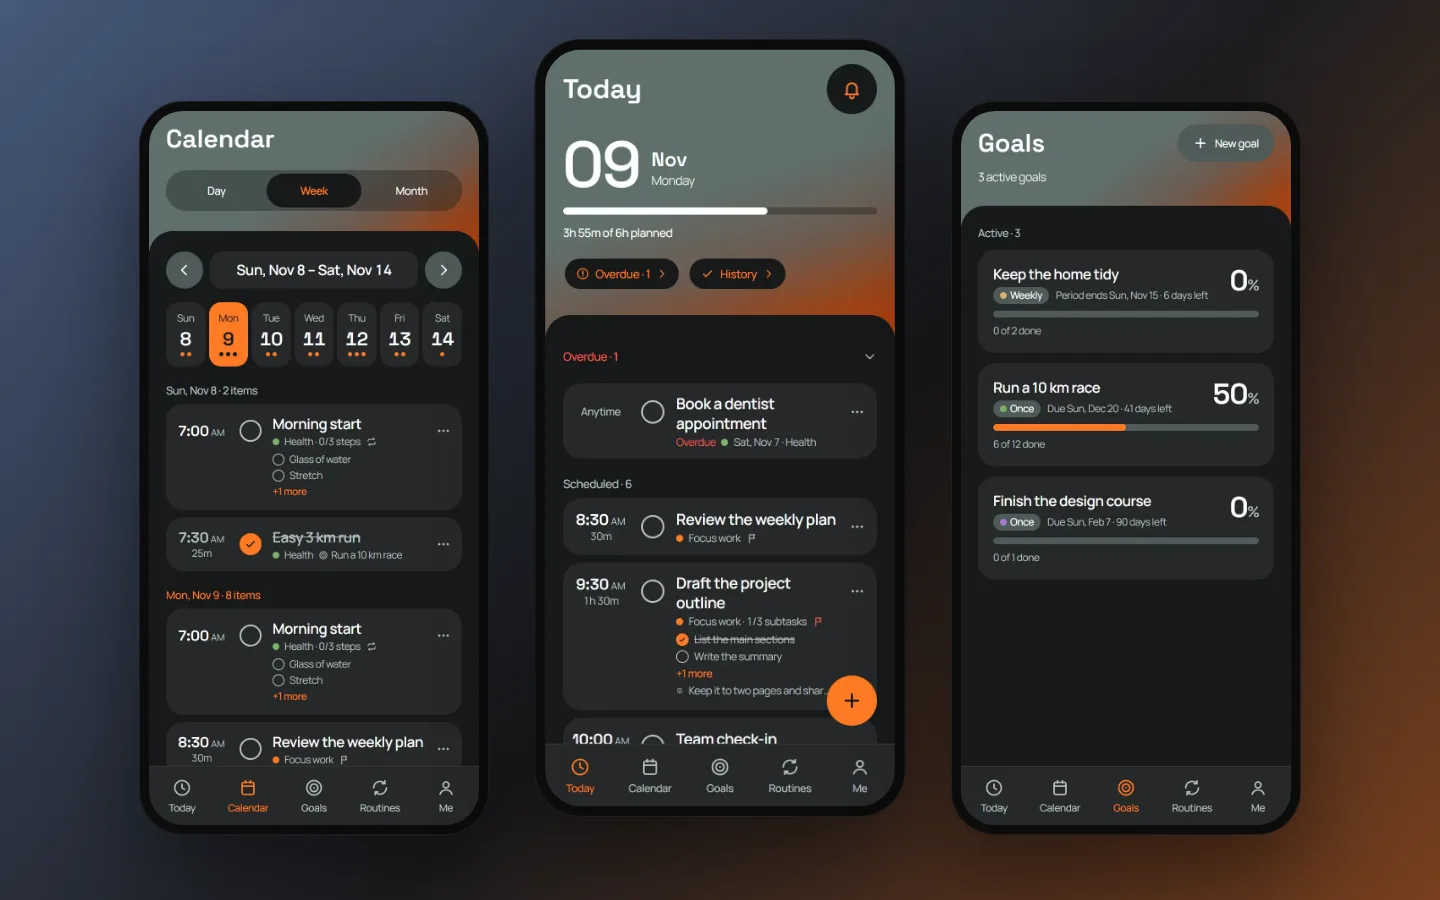 Calendar
Day
Week
Month
Sun, Nov 8 – Sat, Nov 14
Sun
8
Mon
9
Tue
10
Wed
11
Thu
12
Fri
13
Sat
14
Sun, Nov 8 · 2 items
7:00 AM
Morning start
Health · 0/3 steps
Glass of water
Stretch
+1 more
7:30 AM
25m
Easy 3 km run
Health
Run a 10 km race
Mon, Nov 9 · 8 items
7:00 AM
Morning start
Health · 0/3 steps
Glass of water
Stretch
+1 more
8:30 AM
30m
Review the weekly plan
Focus work
Today
Calendar
Goals
Routines
Me
Today
09
Nov
Monday
3h 55m of 6h planned
Overdue · 1
History
Overdue · 1
Anytime
Book a dentist
appointment
Overdue
Sat, Nov 7 · Health
Scheduled · 6
8:30 AM
30m
Review the weekly plan
Focus work
9:30 AM
1h 30m
Draft the project
outline
Focus work · 1/3 subtasks
List the main sections
Write the summary
+1 more
Keep it to two pages and shar...
10:00 AM
Team check-in
Today
Calendar
Goals
Routines
Me
Goals
+ New goal
3 active goals
Active · 3
Keep the home tidy
0%
Weekly
Period ends Sun, Nov 15 · 6 days left
0 of 2 done
Run a 10 km race
50%
Once
Due Sun, Dec 20 · 41 days left
6 of 12 done
Finish the design course
0%
Once
Due Sun, Feb 7 · 90 days left
0 of 1 done
Today
Calendar
Goals
Routines
Me